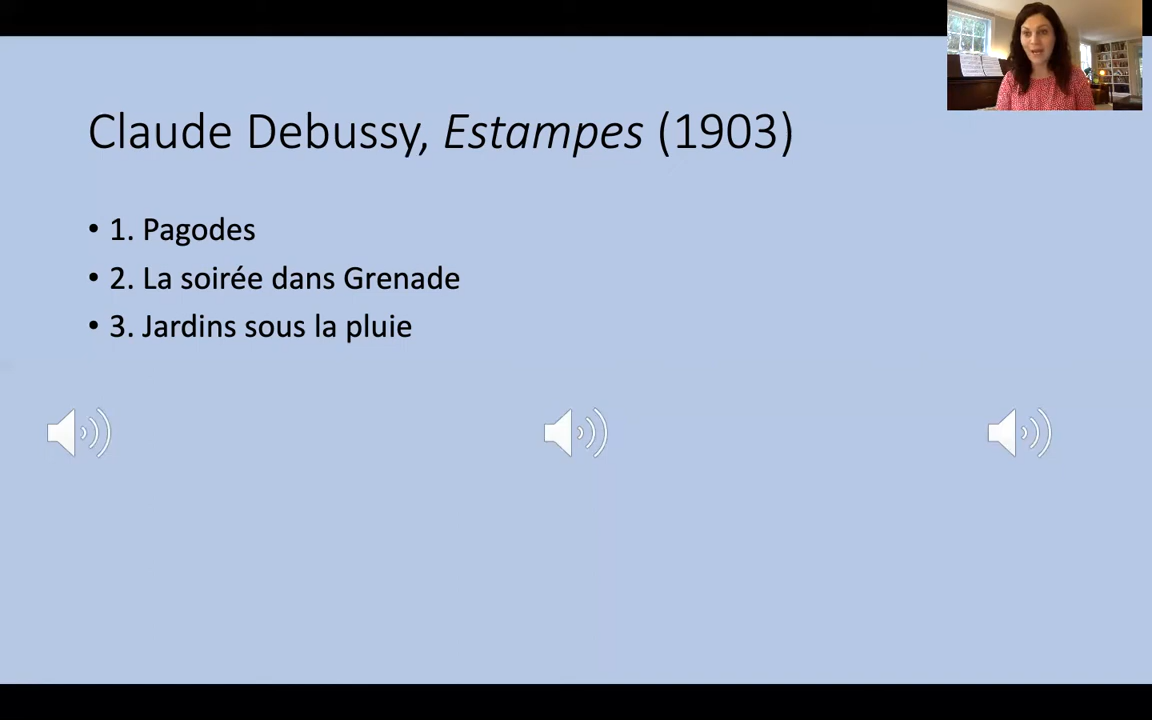 Claude Debussy, Estampes (1903)
• 1. Pagodes
• 2. La soirée dans Grenade
• 3. Jardins sous la pluie